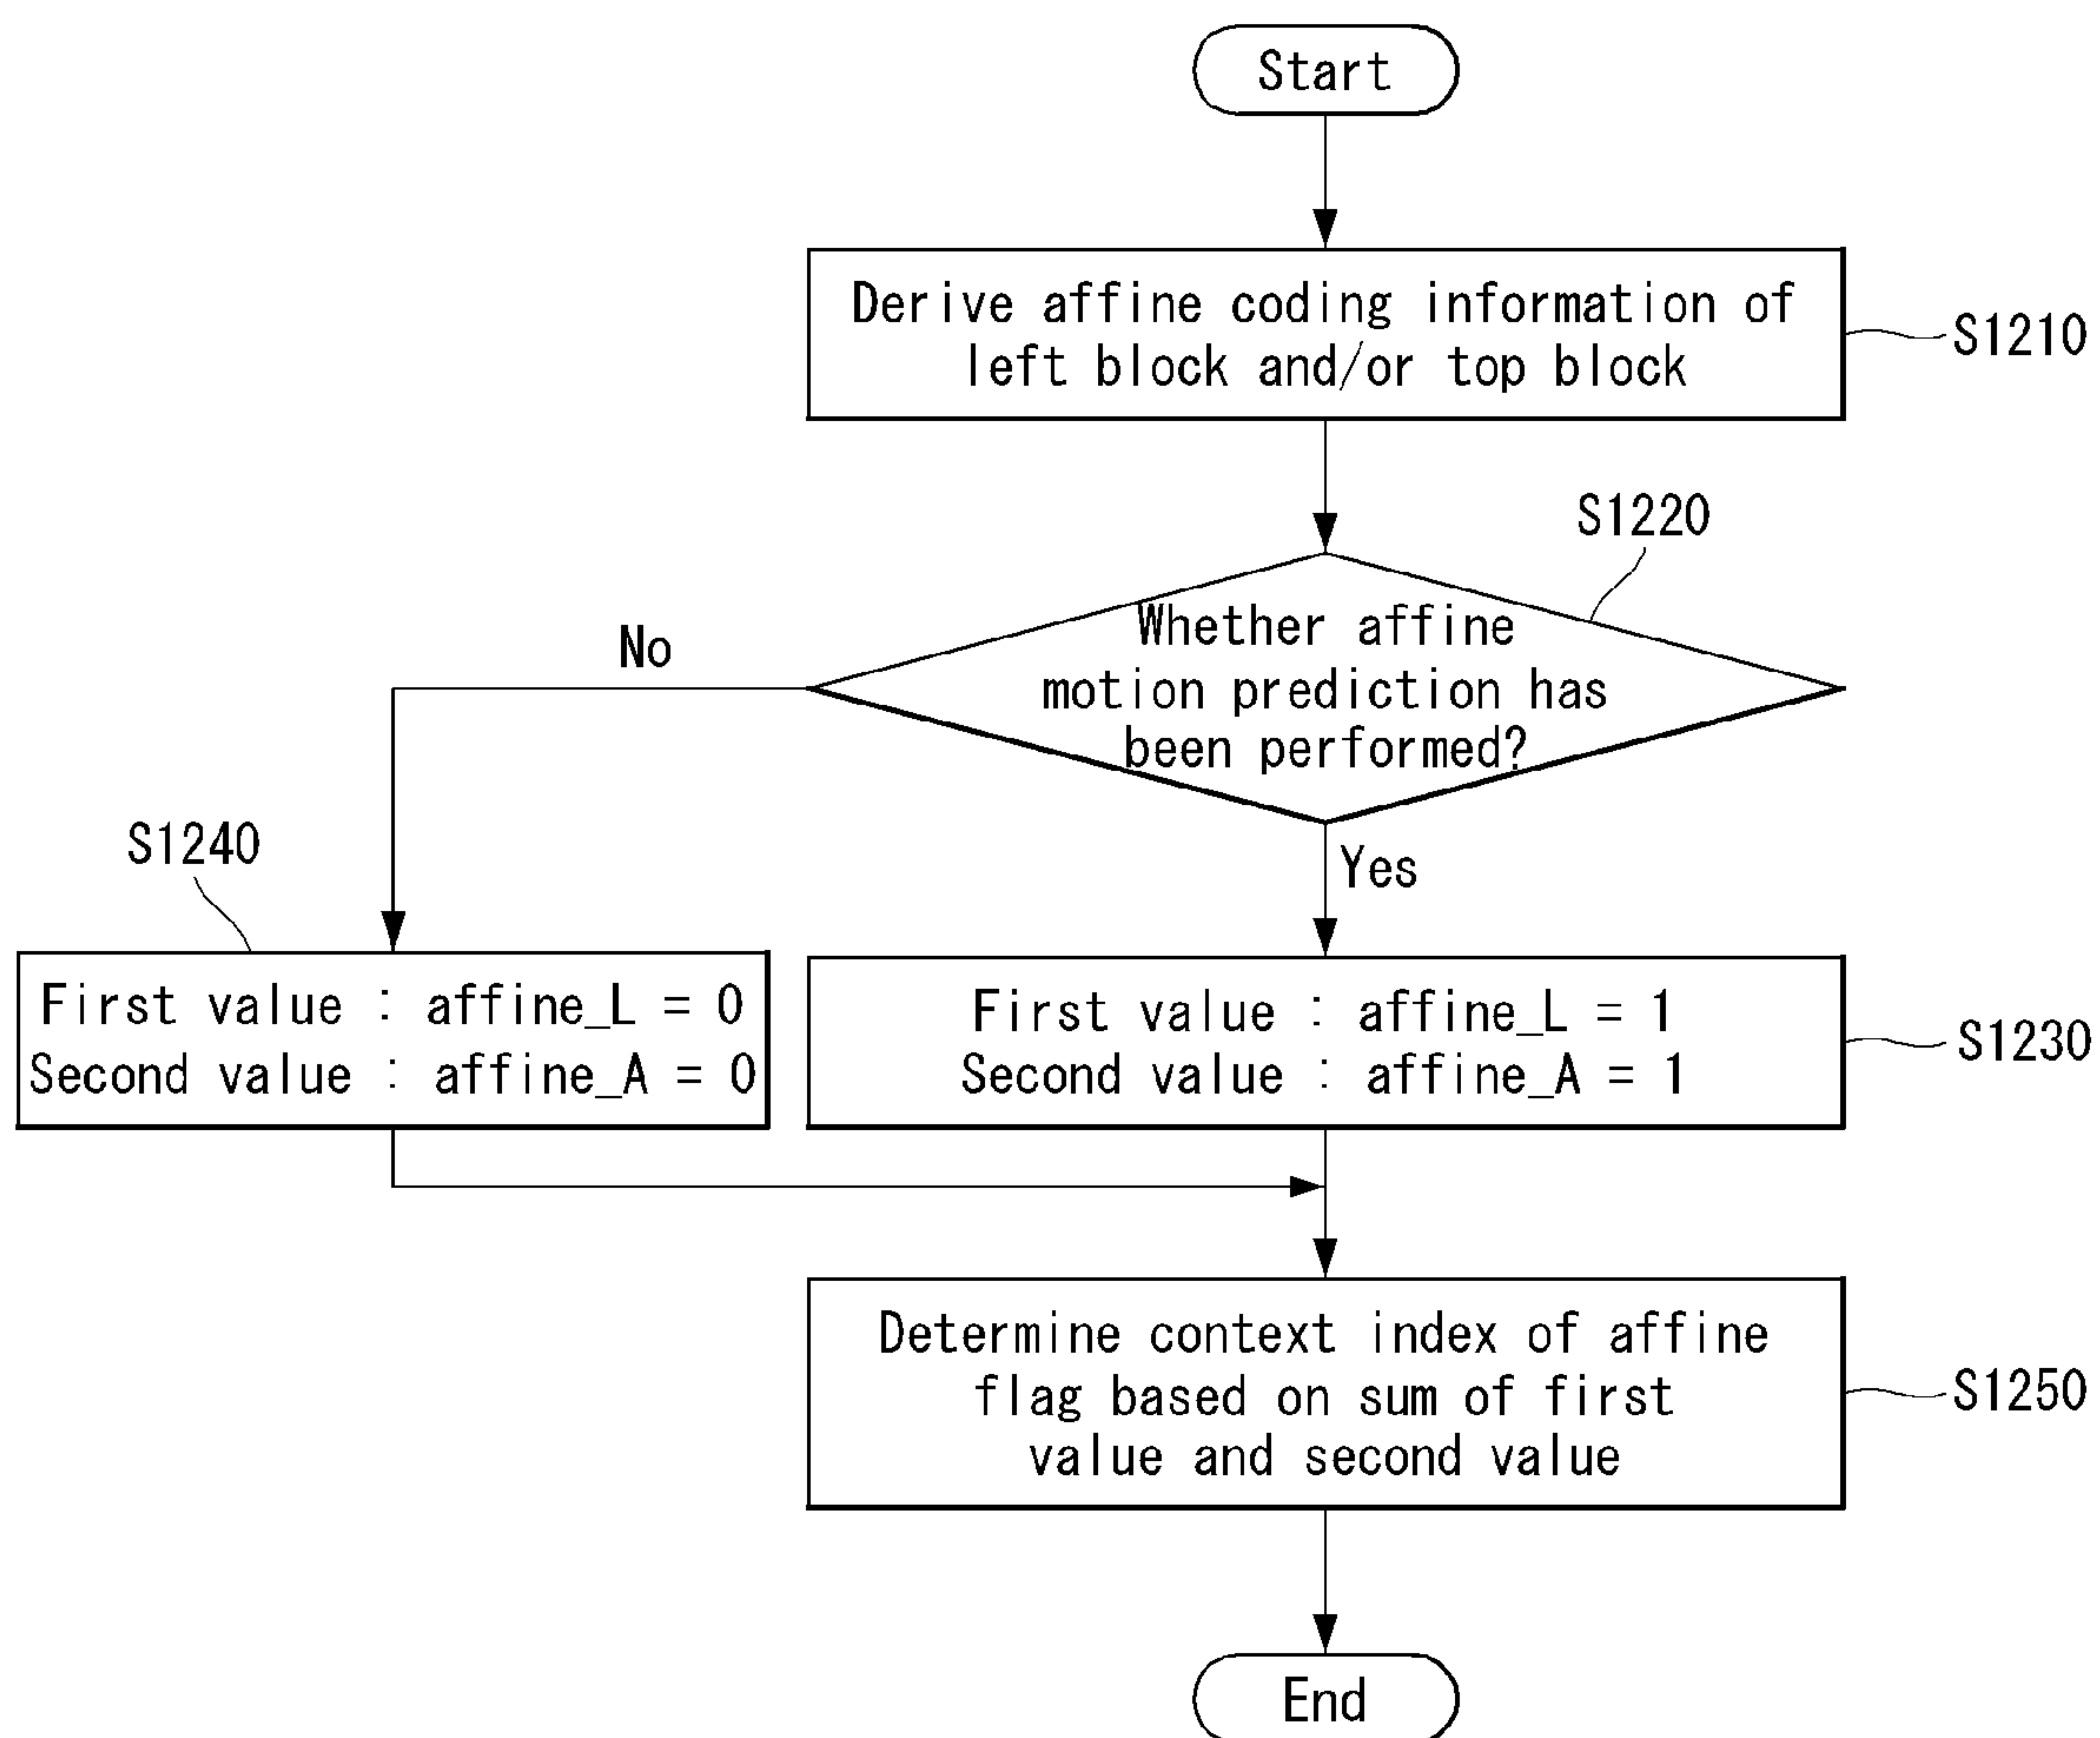 Start
Derive affine coding information of
left block and/or top block
S1210
S1220
Whether affine
motion prediction has
been performed?
No
Yes
S1240
First value : affine_L = 0
Second value : affine_A = 0
First value : affine_L = 1
Second value : affine_A = 1
S1230
Determine context index of affine
flag based on sum of first
value and second value
S1250
End